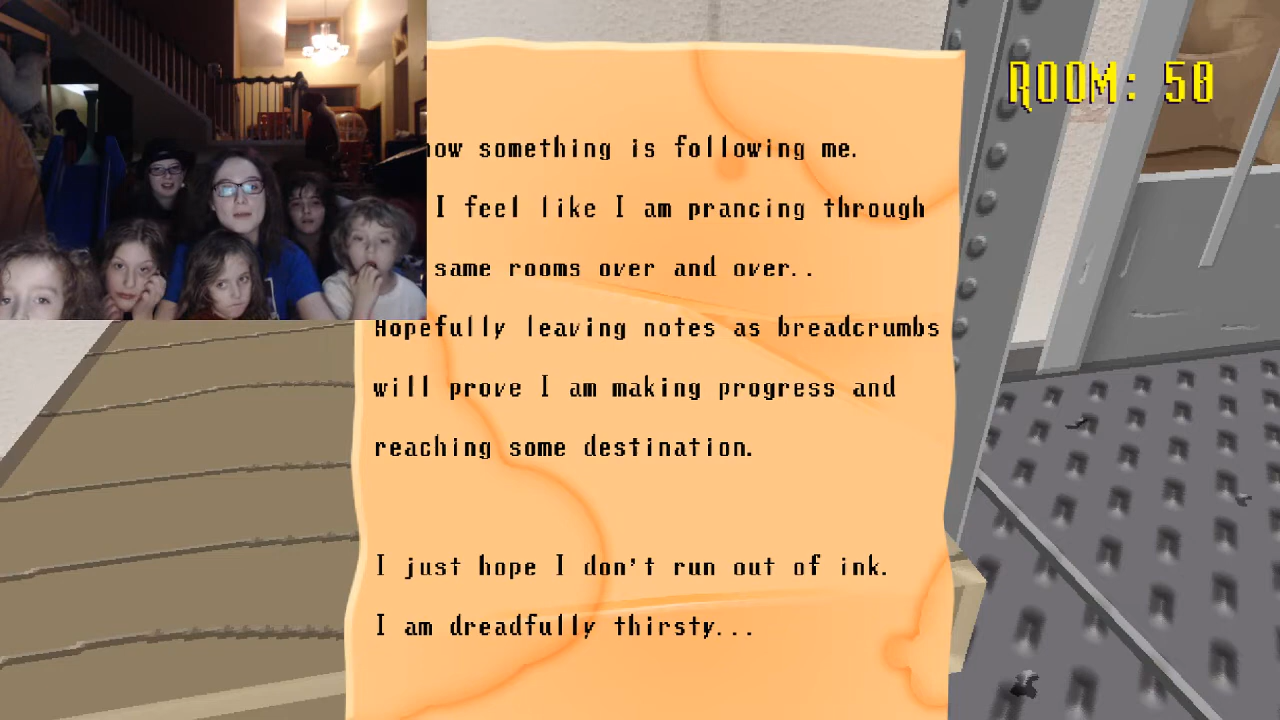 ROOM: 50
something is following me.
I feel like I am prancing through
same rooms over and over..
Hopefully leaving notes as breadcrumbs
will prove I am making progress and
reaching some destination.
I just hope I don't run out of ink.
I am dreadfully thirsty...